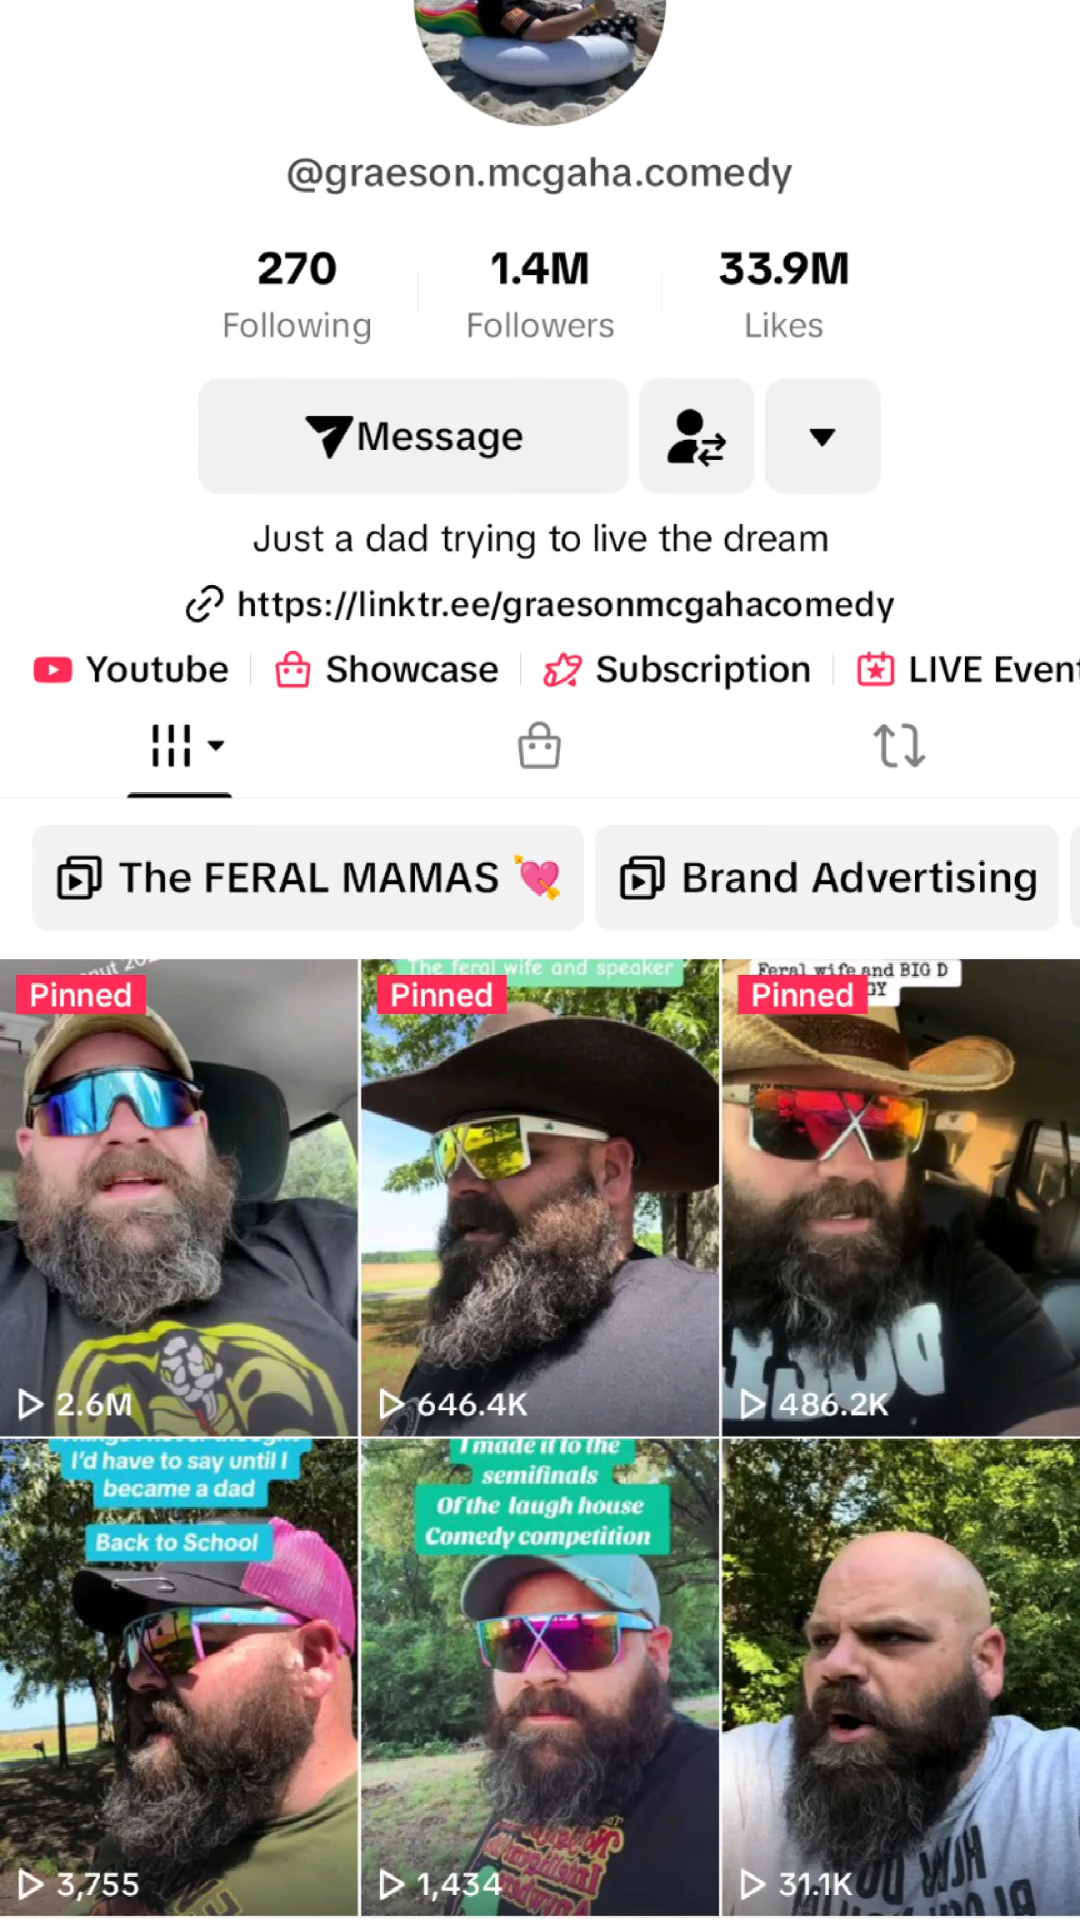 @graeson.mcgaha.comedy
270
Following
1.4M
Followers
33.9M
Likes
Message
Just a dad trying to live the dream
https://linktr.ee/graesonmcgahacomedy
Youtube
Showcase
Subscription
LIVE Event
The FERAL MAMAS 💘
Brand Advertising
Pinned
2.6M
The feral wife and speaker
Pinned
646.4K
Feral wife and BIG D
GY
Pinned
486.2K
I'd have to say until I
became a dad
Back to School
3,755
I made it to the
semifinals
Of the laugh house
Comedy competition
1,434
31.1K